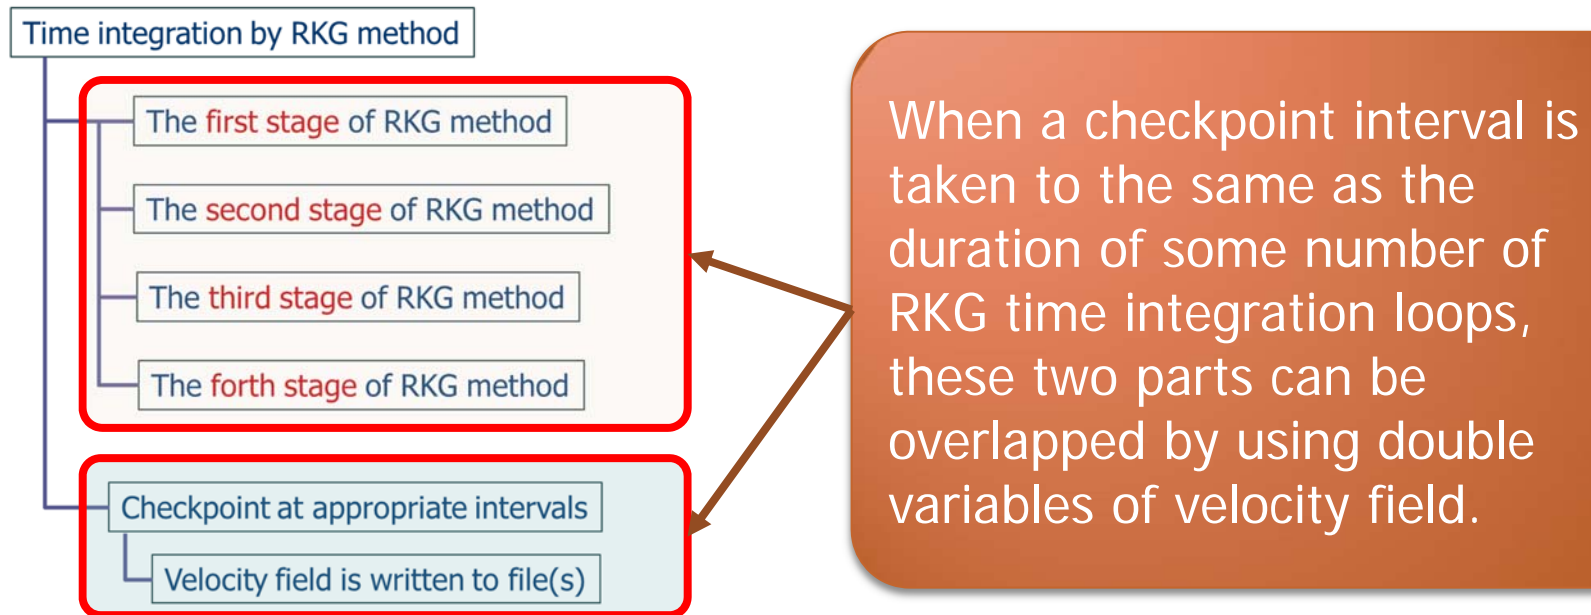 Time integration by RKG method
The first stage of RKG method
The second stage of RKG method
The third stage of RKG method
The forth stage of RKG method
Checkpoint at appropriate intervals
Velocity field is written to file(s)
When a checkpoint interval is
taken to the same as the
duration of some number of
RKG time integration loops,
these two parts can be
overlapped by using double
variables of velocity field.